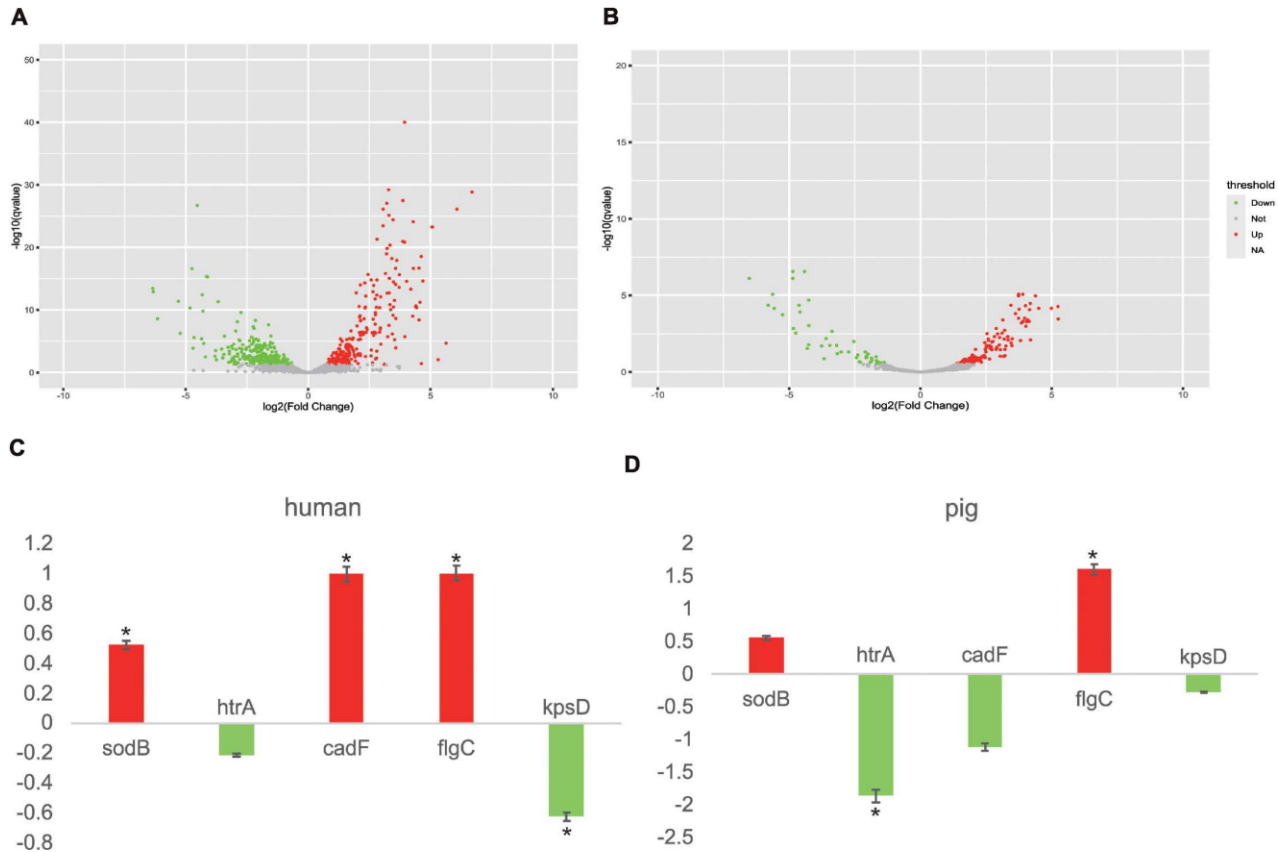 A
50
40
30
20
10
0
-log10(qvalue)
-10
-5
0
5
10
log2(Fold Change)
B
20
15
10
5
0
-log10(qvalue)
-10
-5
0
5
10
log2(Fold Change)
threshold
Down
Not
Up
NA
C
human
1.2
1
0.8
0.6
0.4
0.2
0
-0.2
-0.4
-0.6
-0.8
*
sodB
htrA
*
cadF
*
flgC
kpsD
*
D
pig
2
1.5
1
0.5
0
-0.5
-1
-1.5
-2
-2.5
sodB
htrA
*
cadF
*
flgC
kpsD